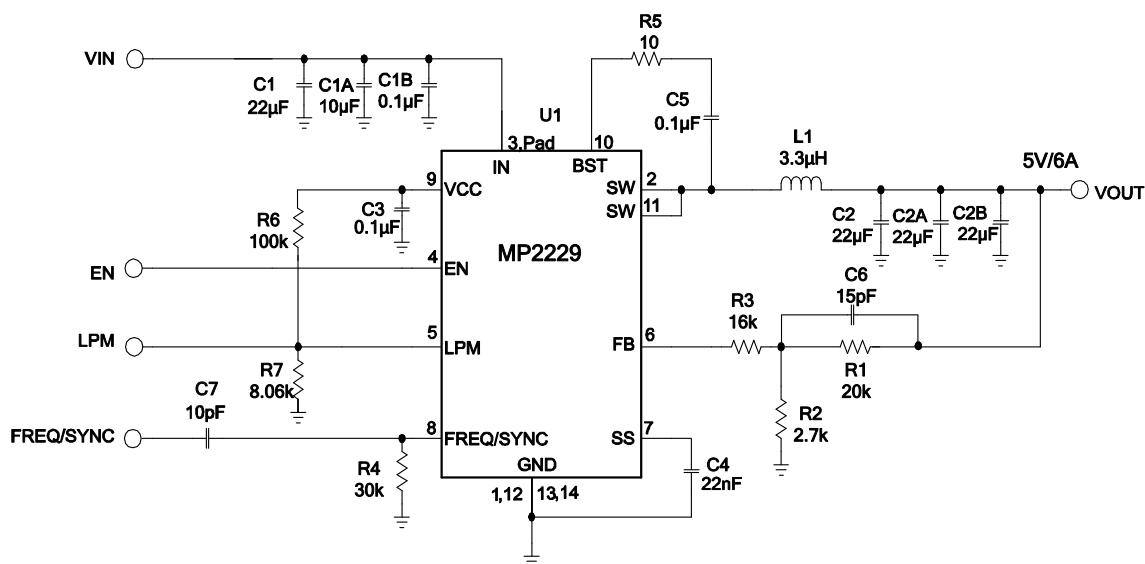 R5
10
VIN
C1
22µF
C1A
10µF
C1B
0.1µF
C5
0.1µF
U1
3,Pad
10
IN
BST
L1
3.3µH
5V/6A
VOUT
9
VCC
SW
2
SW
11
R6
100k
C3
0.1µF
C2
22µF
C2A
22µF
C2B
22µF
MP2229
EN
4
EN
C6
15pF
R3
16k
LPM
5
LPM
FB
6
R1
20k
R7
8.06k
C7
10pF
R2
2.7k
FREQ/SYNC
8
FREQ/SYNC
SS
7
R4
30k
GND
C4
22nF
1,12
13,14